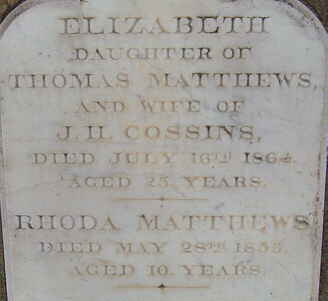 ELIZABETH
DAUGHTER OF
THOMAS MATTHEWS,
AND WIFE OF
J.H. COSSINS,
DIED JULY 16TH 1864.
AGED 25 YEARS.
RHODA MATTHEWS
DIED MAY 28TH 1855.
AGED 10 YEARS.